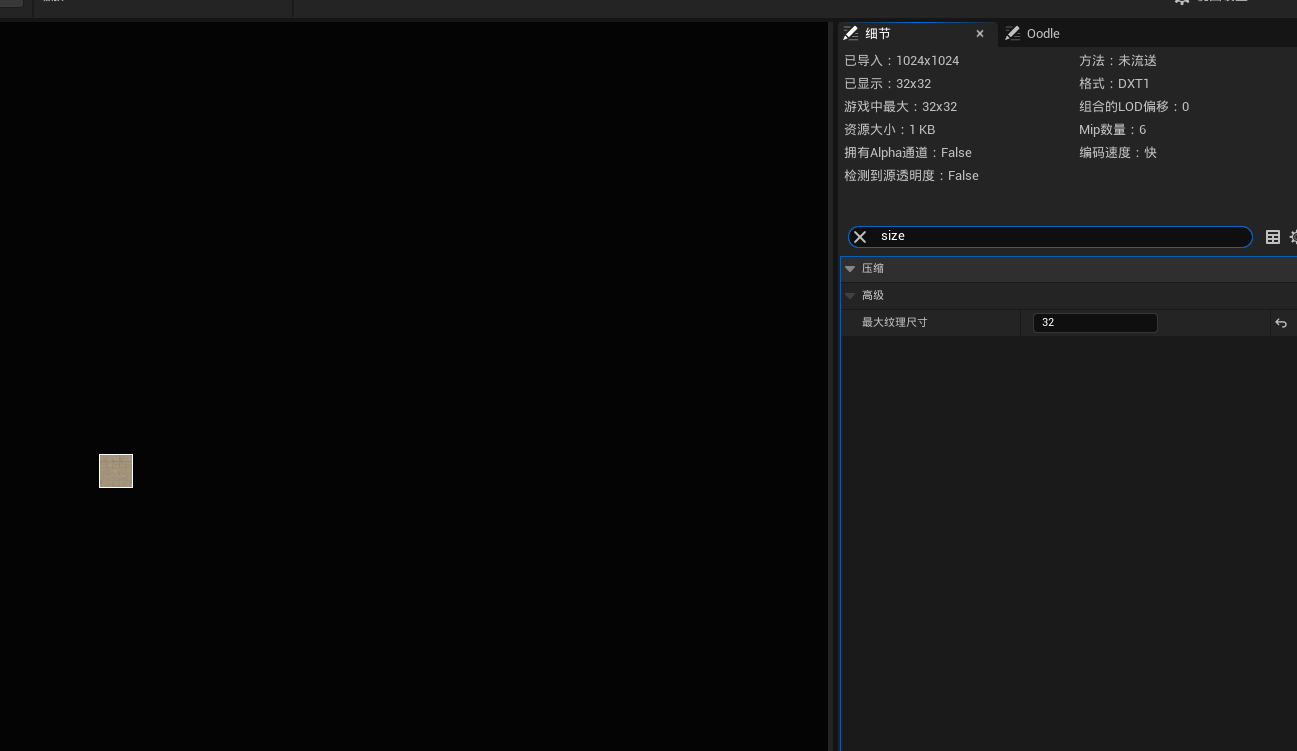 细节
Oodle
已导入：1024x1024
方法：未流送
已显示：32x32
格式：DXT1
游戏中最大：32x32
组合的LOD偏移：0
资源大小：1 KB
Mip数量：6
拥有Alpha通道：False
编码速度：快
检测到源透明度：False
size
压缩
高级
最大纹理尺寸
32